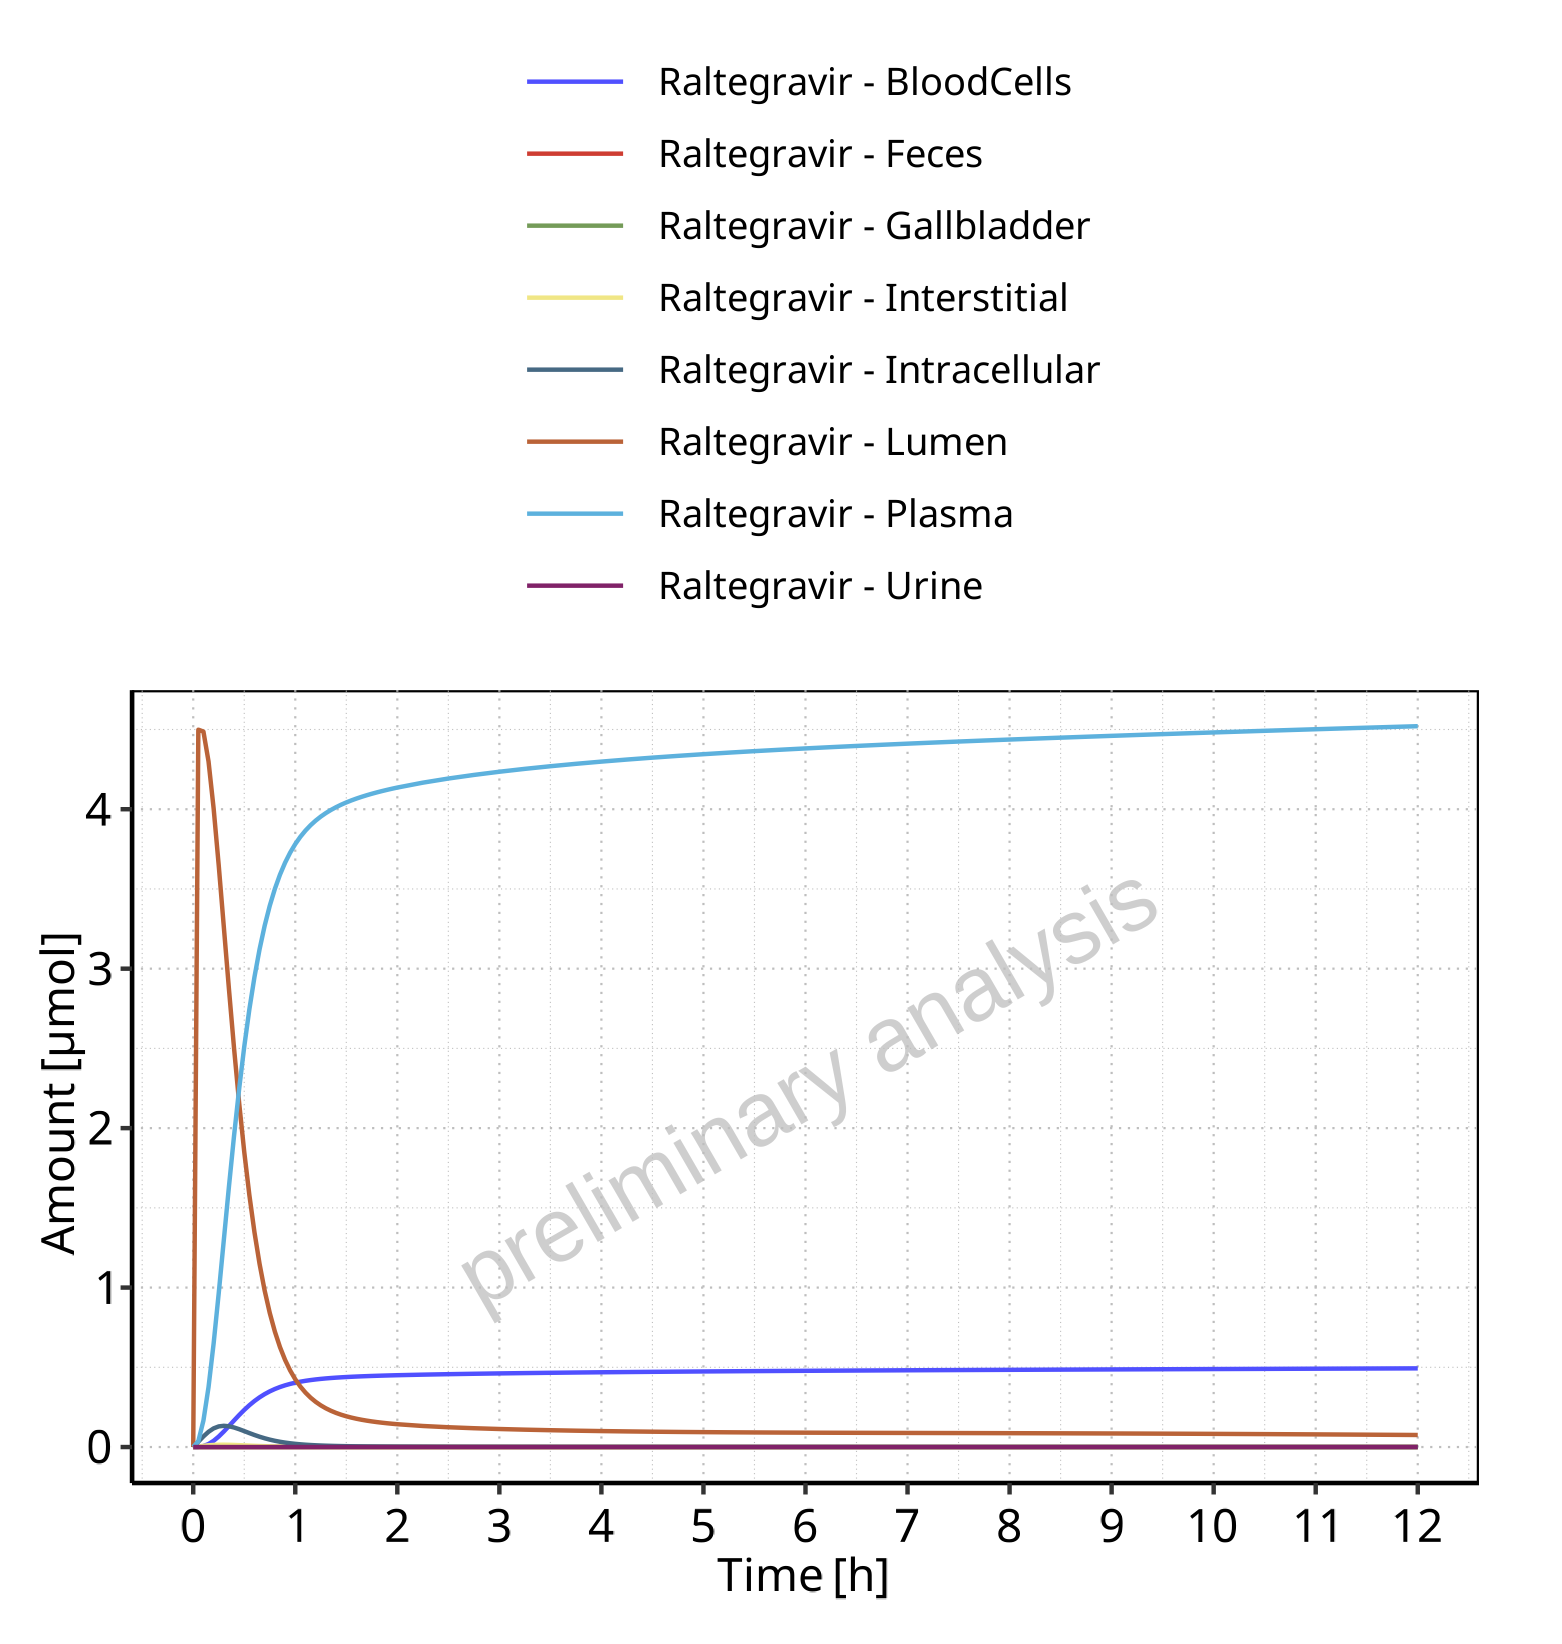 Raltegravir - BloodCells
Raltegravir - Feces
Raltegravir - Gallbladder
Raltegravir - Interstitial
Raltegravir - Intracellular
Raltegravir - Lumen
Raltegravir - Plasma
Raltegravir - Urine
Amount [µmol]
4
3
2
1
0
preliminary analysis
0 1 2 3 4 5 6 7 8 9 10 11 12
Time [h]